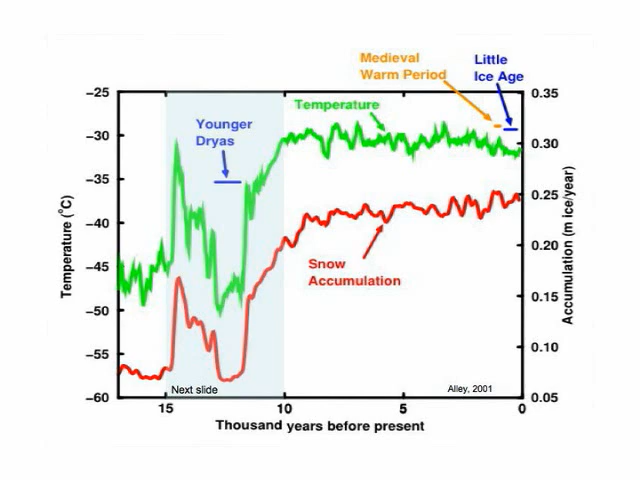 Medieval
Warm Period
Little
Ice Age
−25
−30
−35
−40
−45
−50
−55
−60
Temperature (°C)
0.35
0.30
0.25
0.20
0.15
0.10
0.05
Accumulation (m ice/year)
Temperature
Younger
Dryas
Snow
Accumulation
Next slide
Alley, 2001
15
10
5
0
Thousand years before present